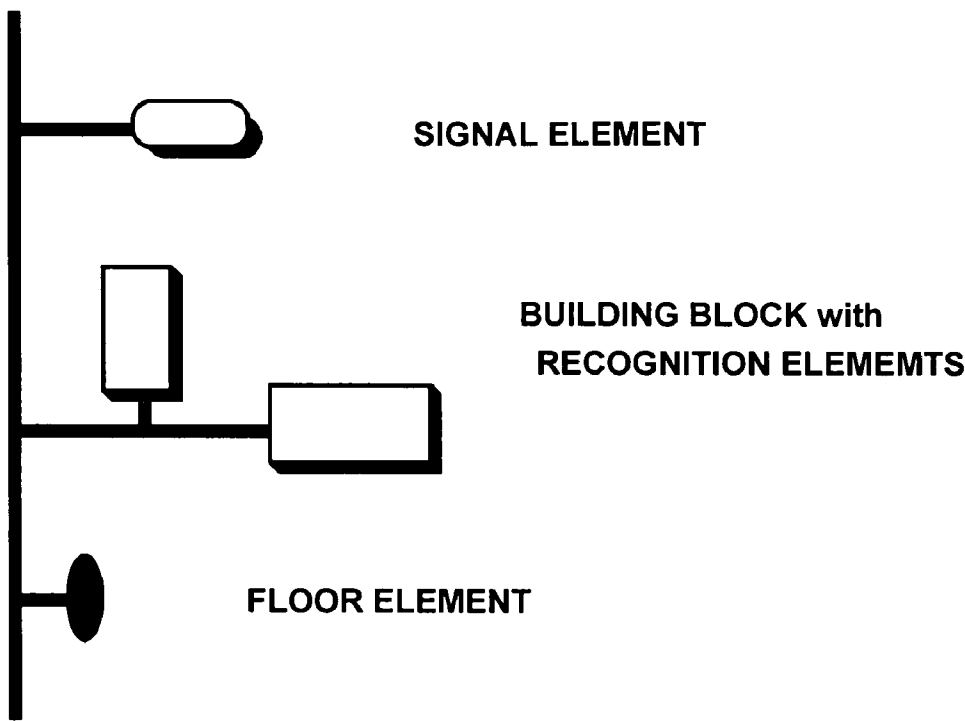 SIGNAL ELEMENT
BUILDING BLOCK with
RECOGNITION ELEMEMTS
FLOOR ELEMENT